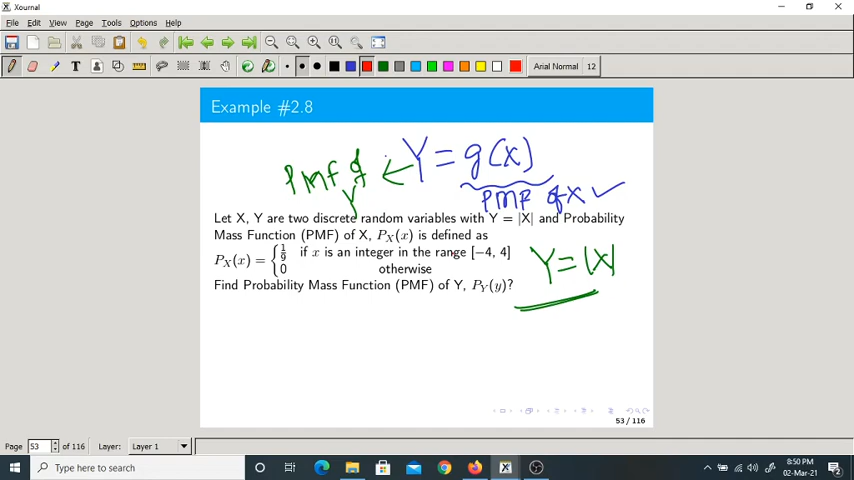 Xournal
File Edit View Page Tools Options Help
Arial Normal 12
Example #2.8
Y = g(x)
PMF of Y ←
PMF of X ✓
Let X, Y are two discrete random variables with Y = |X| and Probability
Mass Function (PMF) of X, P_X(x) is defined as
P_X(x) = { 1/9 if x is an integer in the range [−4, 4]
0 otherwise
Y = |X|
Find Probability Mass Function (PMF) of Y, P_Y(y)?
53 / 116
Page 53 of 116 Layer: Layer 1
Type here to search
8:50 PM
02-Mar-21
2